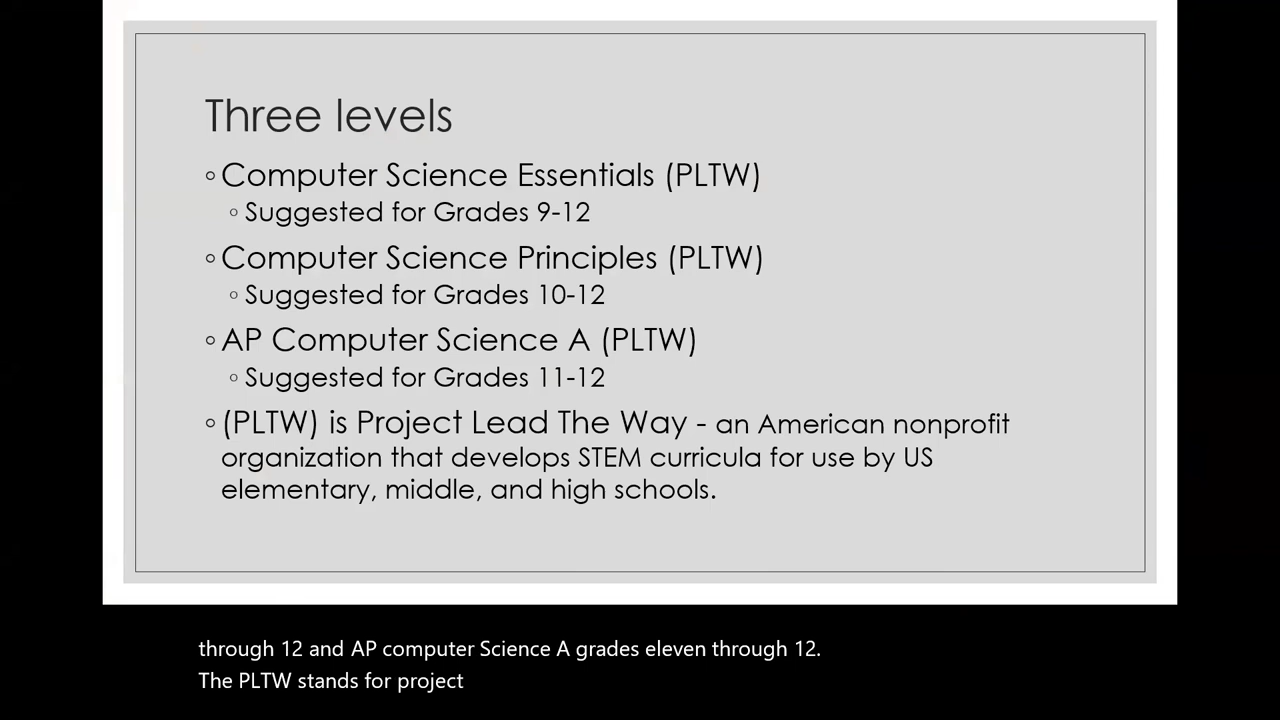 Three levels
◦Computer Science Essentials (PLTW)
◦Suggested for Grades 9-12
◦Computer Science Principles (PLTW)
◦Suggested for Grades 10-12
◦AP Computer Science A (PLTW)
◦Suggested for Grades 11-12
◦(PLTW) is Project Lead The Way - an American nonprofit
organization that develops STEM curricula for use by US
elementary, middle, and high schools.
through 12 and AP computer Science A grades eleven through 12.
The PLTW stands for project